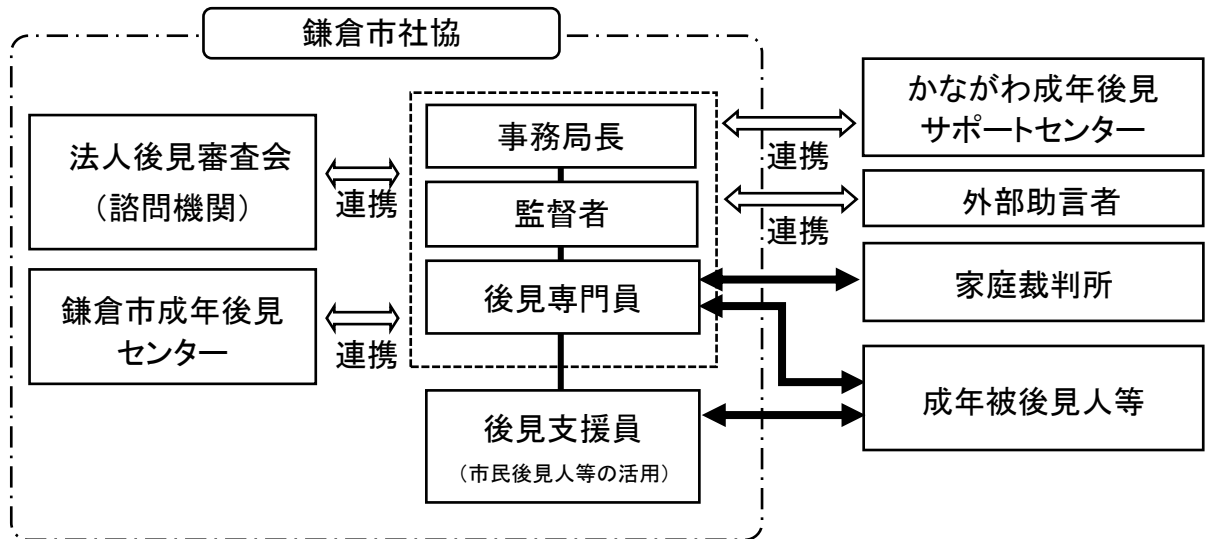 鎌倉市社協
法人後見審査会
（諮問機関）
連携
鎌倉市成年後見
センター
連携
事務局長
監督者
後見専門員
後見支援員
（市民後見人等の活用）
連携
かながわ成年後見
サポートセンター
連携
外部助言者
家庭裁判所
成年被後見人等